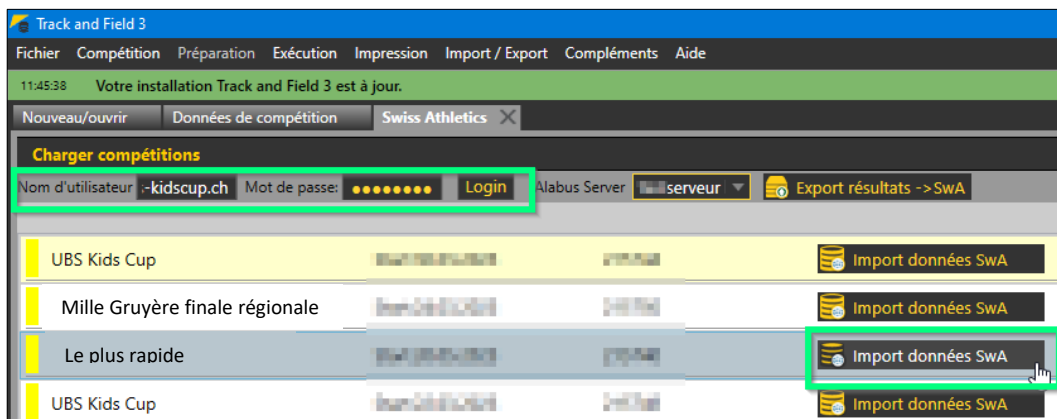 Track and Field 3
Fichier Compétition Préparation Exécution Impression Import / Export Compléments Aide
11:45:38 Votre installation Track and Field 3 est à jour.
Nouveau/ouvrir Données de compétition Swiss Athletics
Charger compétitions
Nom d'utilisateur :-kidscup.ch Mot de passe: ●●●●●●●● Login Alabus Server serveur Export résultats ->SwA
UBS Kids Cup Import données SwA
Mille Gruyère finale régionale Import données SwA
Le plus rapide Import données SwA
UBS Kids Cup Import données SwA